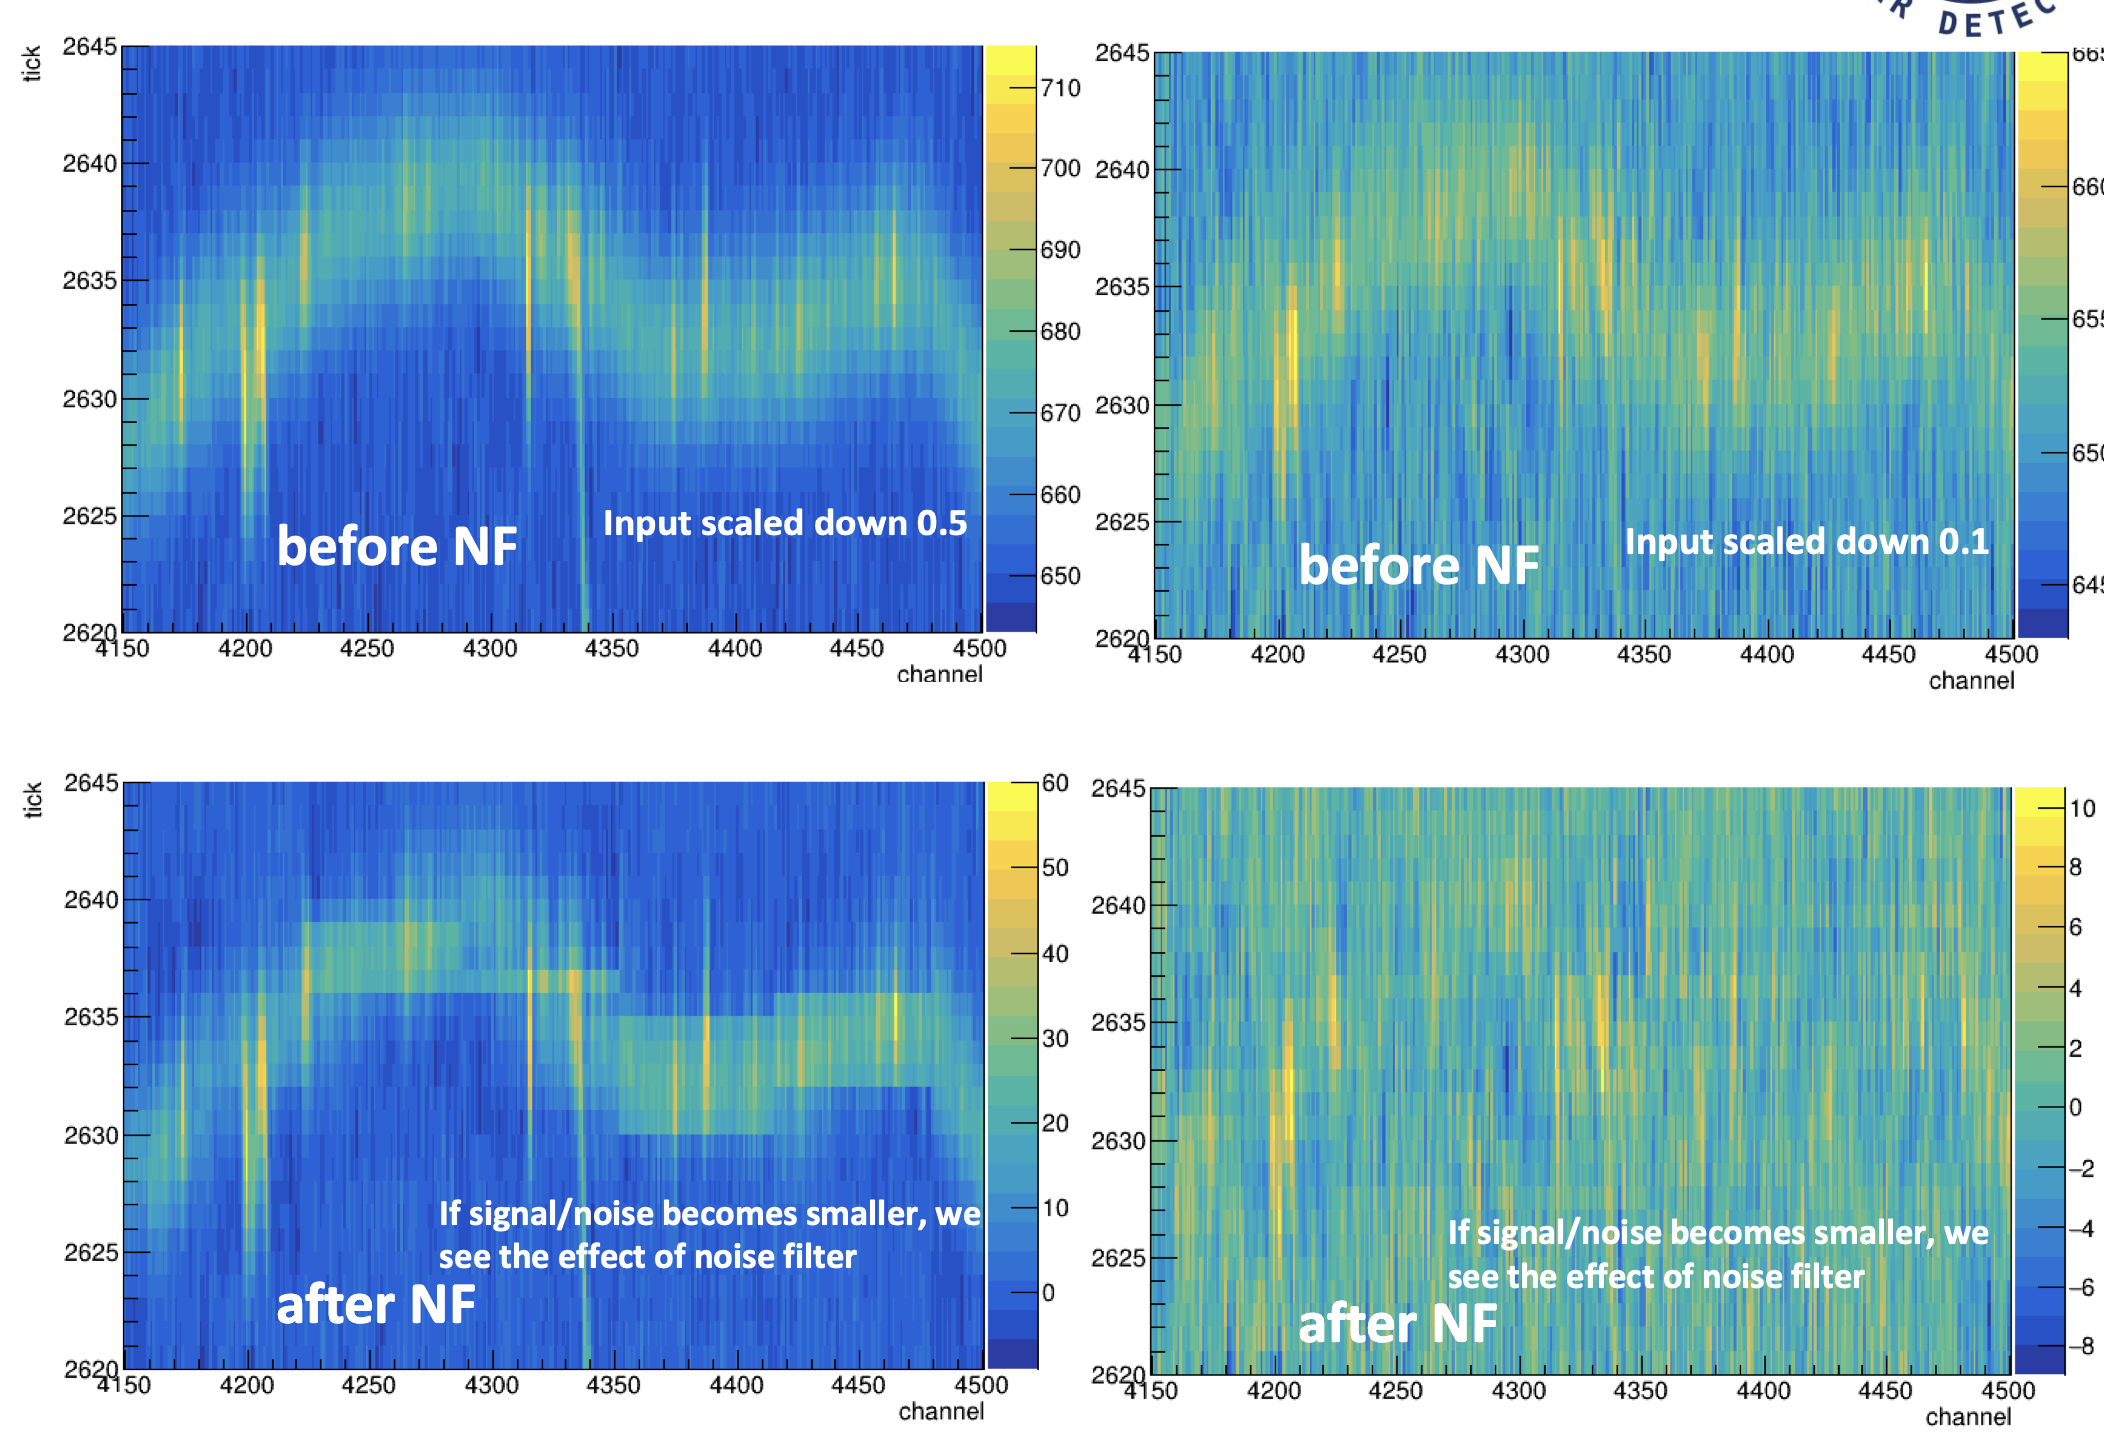 R DETEC
tick
2645
2640
2635
2630
2625
2620
710
700
690
680
670
660
650
before NF
Input scaled down 0.5
4150 4200 4250 4300 4350 4400 4450 4500
channel
2645
2640
2635
2630
2625
2620
665
660
655
650
645
before NF
Input scaled down 0.1
4150 4200 4250 4300 4350 4400 4450 4500
channel
tick
2645
2640
2635
2630
2625
2620
60
50
40
30
20
10
0
If signal/noise becomes smaller, we
see the effect of noise filter
after NF
4150 4200 4250 4300 4350 4400 4450 4500
channel
2645
2640
2635
2630
2625
2620
10
8
6
4
2
0
−2
−4
−6
−8
If signal/noise becomes smaller, we
see the effect of noise filter
after NF
4150 4200 4250 4300 4350 4400 4450 4500
channel